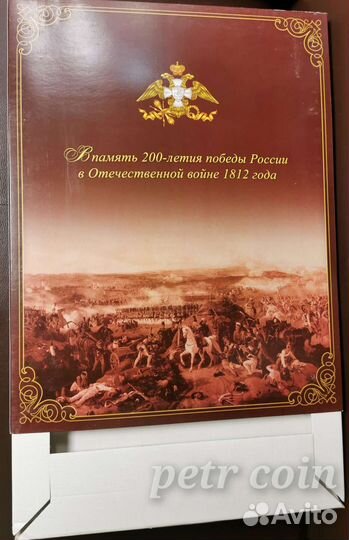 В память 200-летия победы России
в Отечественной войне 1812 года
petr coin
Avito